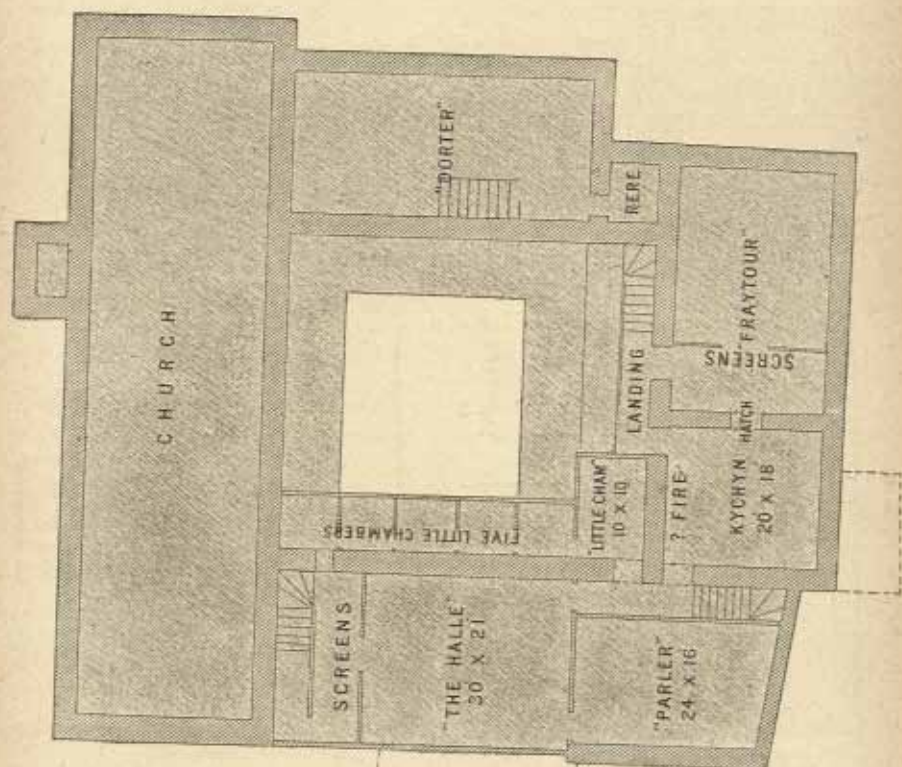 CHURCH
"DORTER"
RERE
"FRAYTOUR"
SCREENS
LANDING
HATCH
KYCHYN
20 X 18
? FIRE
"LITTLE CHAM"
10 X 10
FIVE LITTLE CHAMBERS
SCREENS
"THE HALLE"
30 X 21
"PARLER"
24 X 16